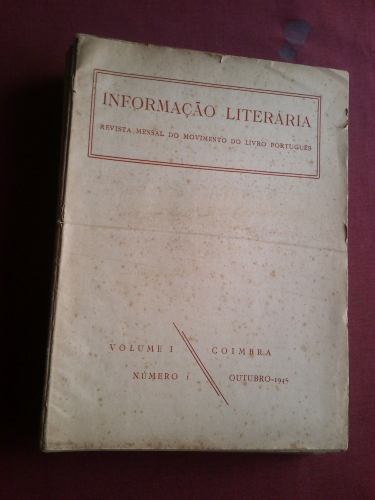 INFORMAÇÃO LITERÁRIA
REVISTA MENSAL DO MOVIMENTO DO LIVRO PORTUGUÊS
VOLUME I COIMBRA
NÚMERO 1 OUTUBRO-1945